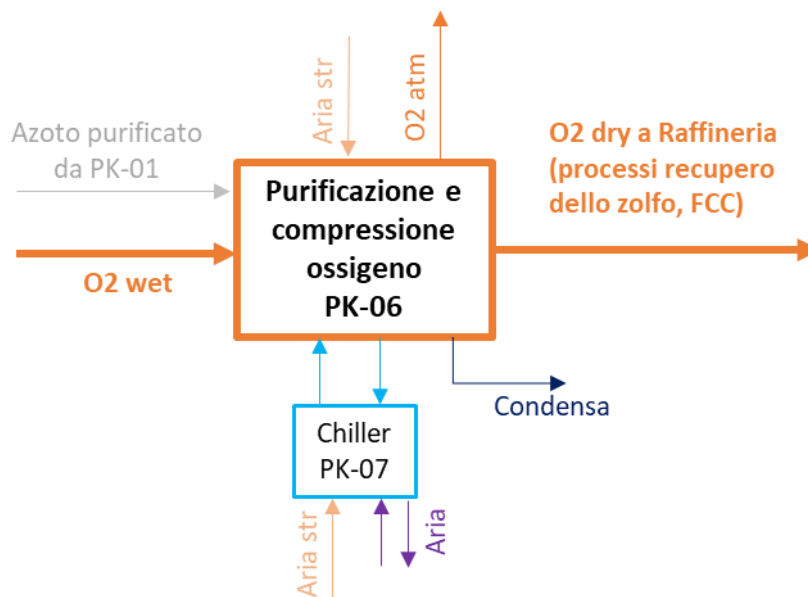 Aria str
O2 atm
Azoto purificato
da PK-01
O2 wet
Purificazione e
compressione
ossigeno
PK-06
O2 dry a Raffineria
(processi recupero
dello zolfo, FCC)
Condensa
Chiller
PK-07
Aria str
Aria